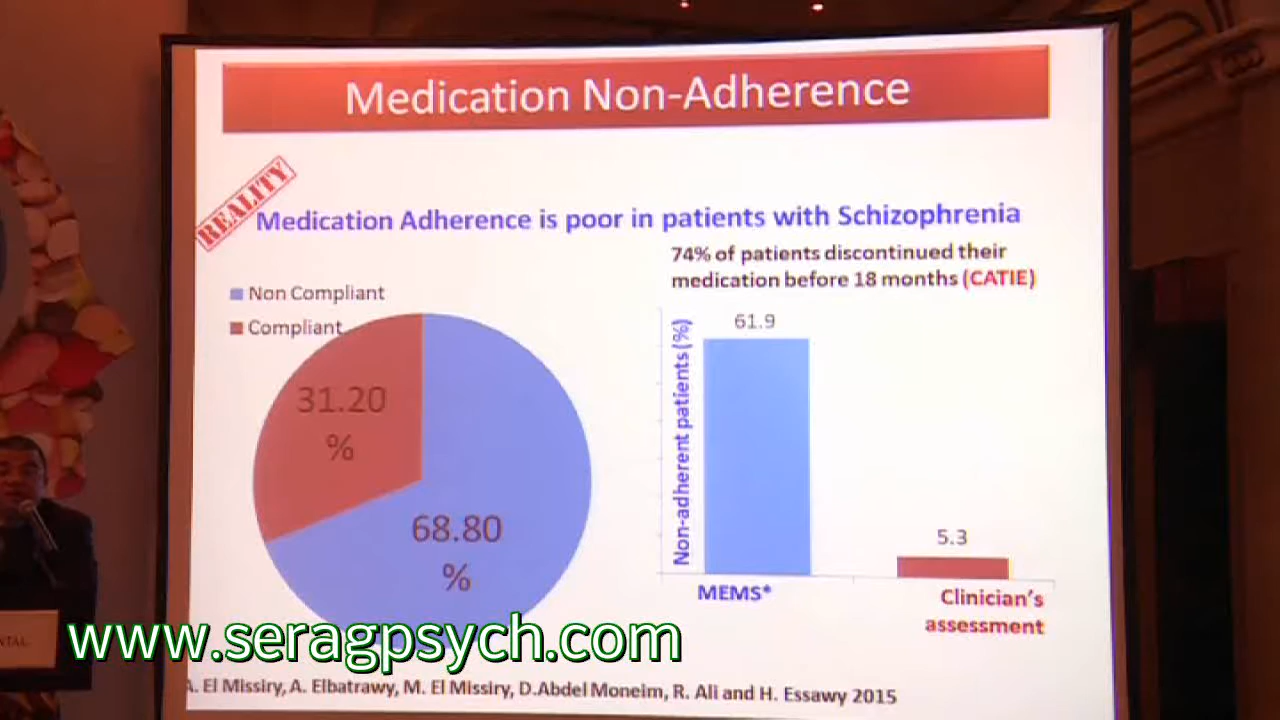 Medication Non-Adherence
REALITY
Medication Adherence is poor in patients with Schizophrenia
74% of patients discontinued their
medication before 18 months (CATIE)
Non Compliant
Compliant
31.20
%
68.80
%
Non-adherent patients (%)
61.9
5.3
MEMS*
Clinician's
assessment
www.seragpsych.com
A. El Missiry, A. Elbatrawy, M. El Missiry, D.Abdel Moneim, R. Ali and H. Essawy 2015